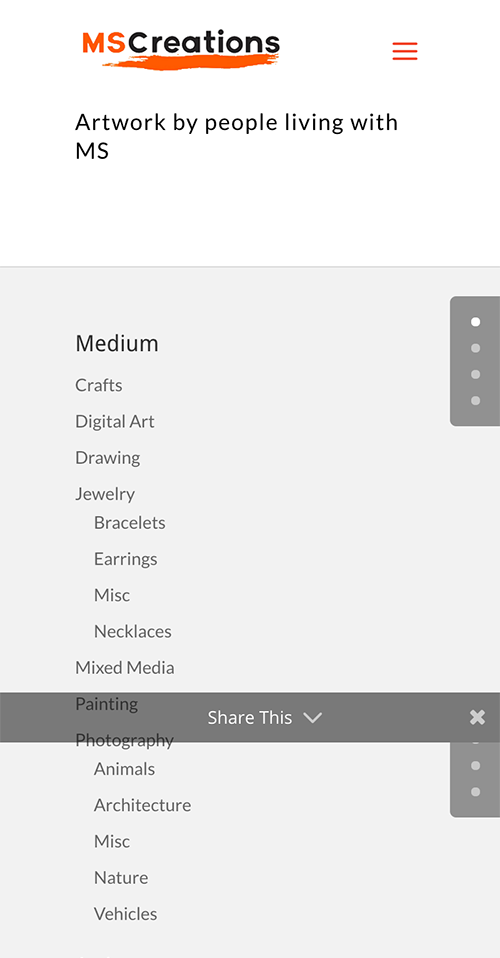 MSCreations
Artwork by people living with
MS
Medium
Crafts
Digital Art
Drawing
Jewelry
Bracelets
Earrings
Misc
Necklaces
Mixed Media
Painting
Share This
Photography
Animals
Architecture
Misc
Nature
Vehicles